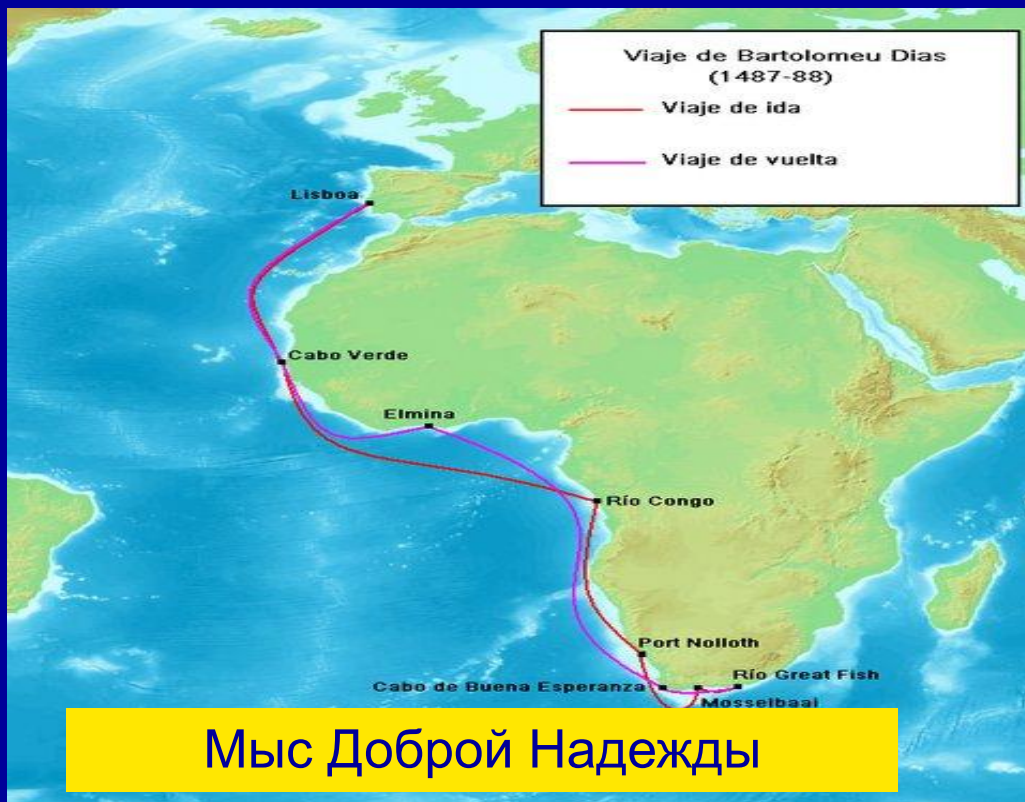 Viaje de Bartolomeu Dias
(1487-88)
Viaje de ida
Viaje de vuelta
Lisboa
Cabo Verde
Elmina
Río Congo
Port Nolloth
Río Great Fish
Cabo de Buena Esperanza
Mosselbaai
Мыс Доброй Надежды